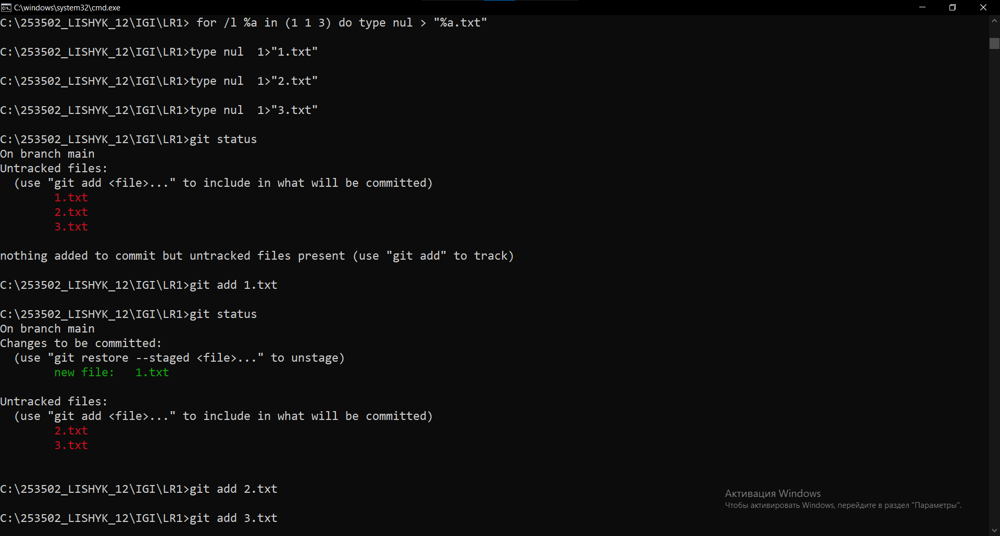 C:\windows\system32\cmd.exe
C:\253502_LISHYK_12\IGI\LR1> for /l %a in (1 1 3) do type nul > "%a.txt"
C:\253502_LISHYK_12\IGI\LR1>type nul  1>"1.txt"
C:\253502_LISHYK_12\IGI\LR1>type nul  1>"2.txt"
C:\253502_LISHYK_12\IGI\LR1>type nul  1>"3.txt"
C:\253502_LISHYK_12\IGI\LR1>git status
On branch main
Untracked files:
  (use "git add <file>..." to include in what will be committed)
        1.txt
        2.txt
        3.txt
nothing added to commit but untracked files present (use "git add" to track)
C:\253502_LISHYK_12\IGI\LR1>git add 1.txt
C:\253502_LISHYK_12\IGI\LR1>git status
On branch main
Changes to be committed:
  (use "git restore --staged <file>..." to unstage)
        new file:   1.txt
Untracked files:
  (use "git add <file>..." to include in what will be committed)
        2.txt
        3.txt
C:\253502_LISHYK_12\IGI\LR1>git add 2.txt
C:\253502_LISHYK_12\IGI\LR1>git add 3.txt
Активация Windows
Чтобы активировать Windows, перейдите в раздел "Параметры".